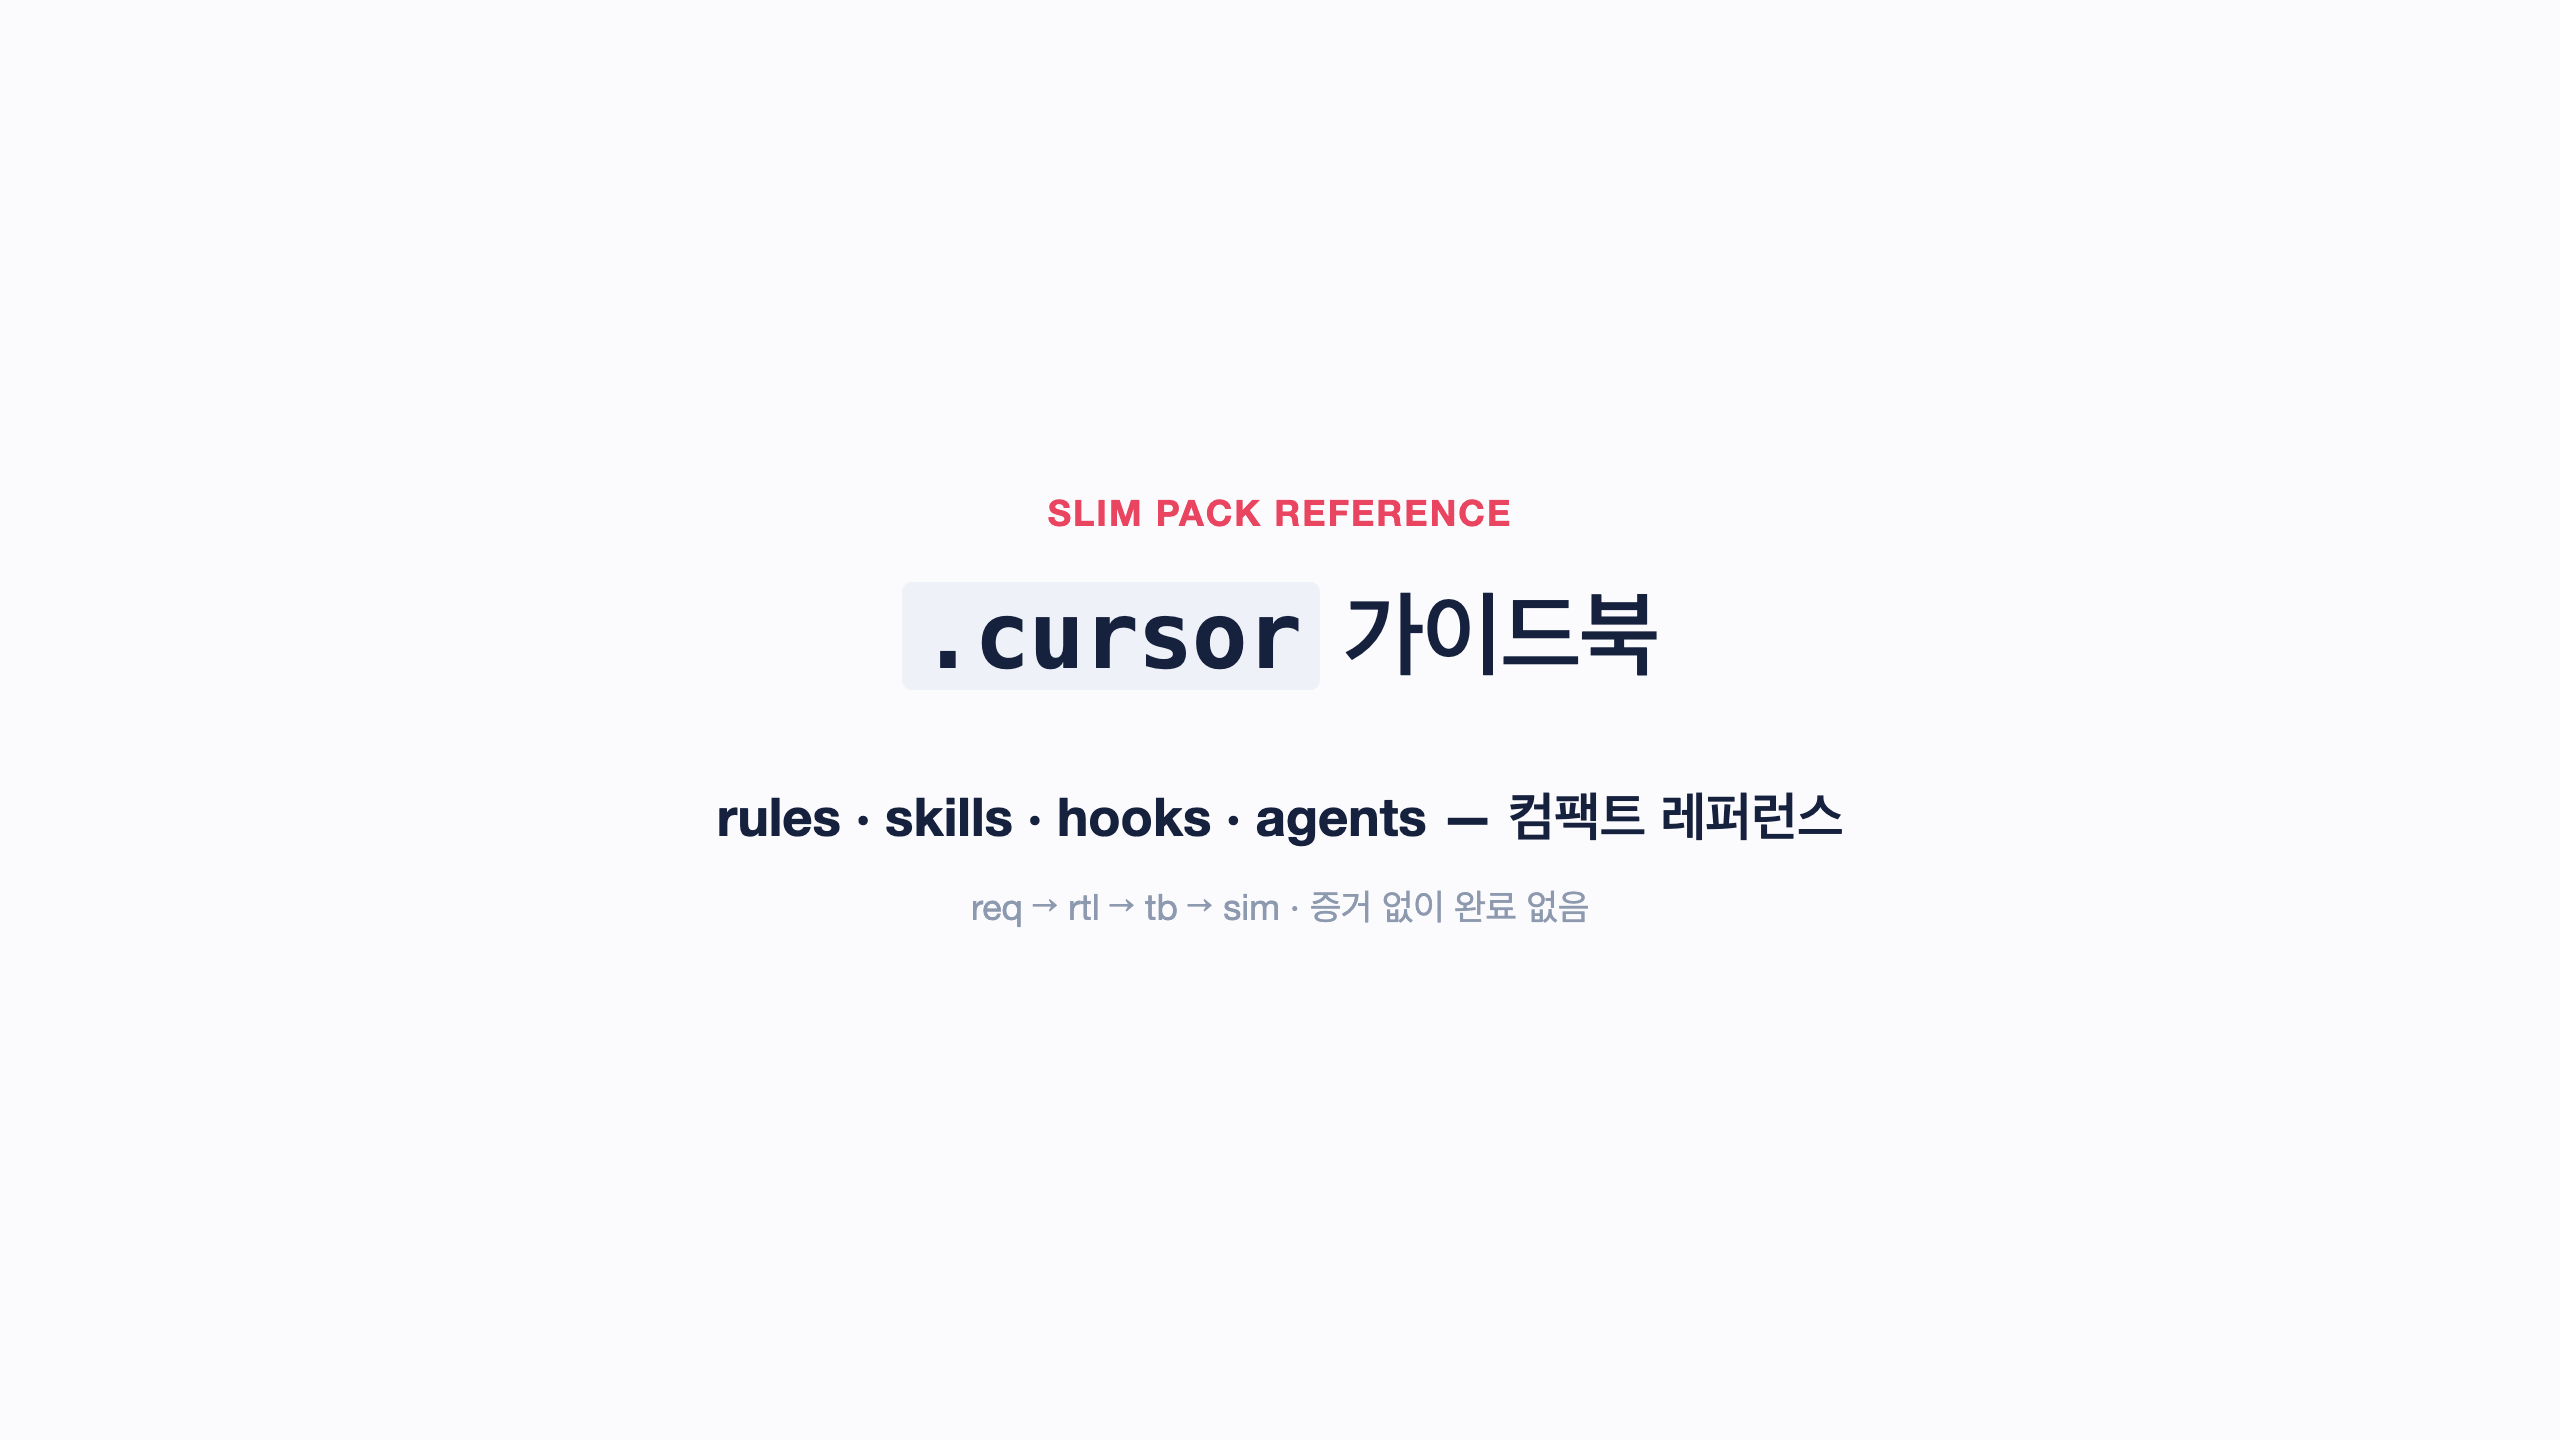 SLIM PACK REFERENCE
.cursor 가이드북
rules · skills · hooks · agents — 컴팩트 레퍼런스
req → rtl → tb → sim · 증거 없이 완료 없음